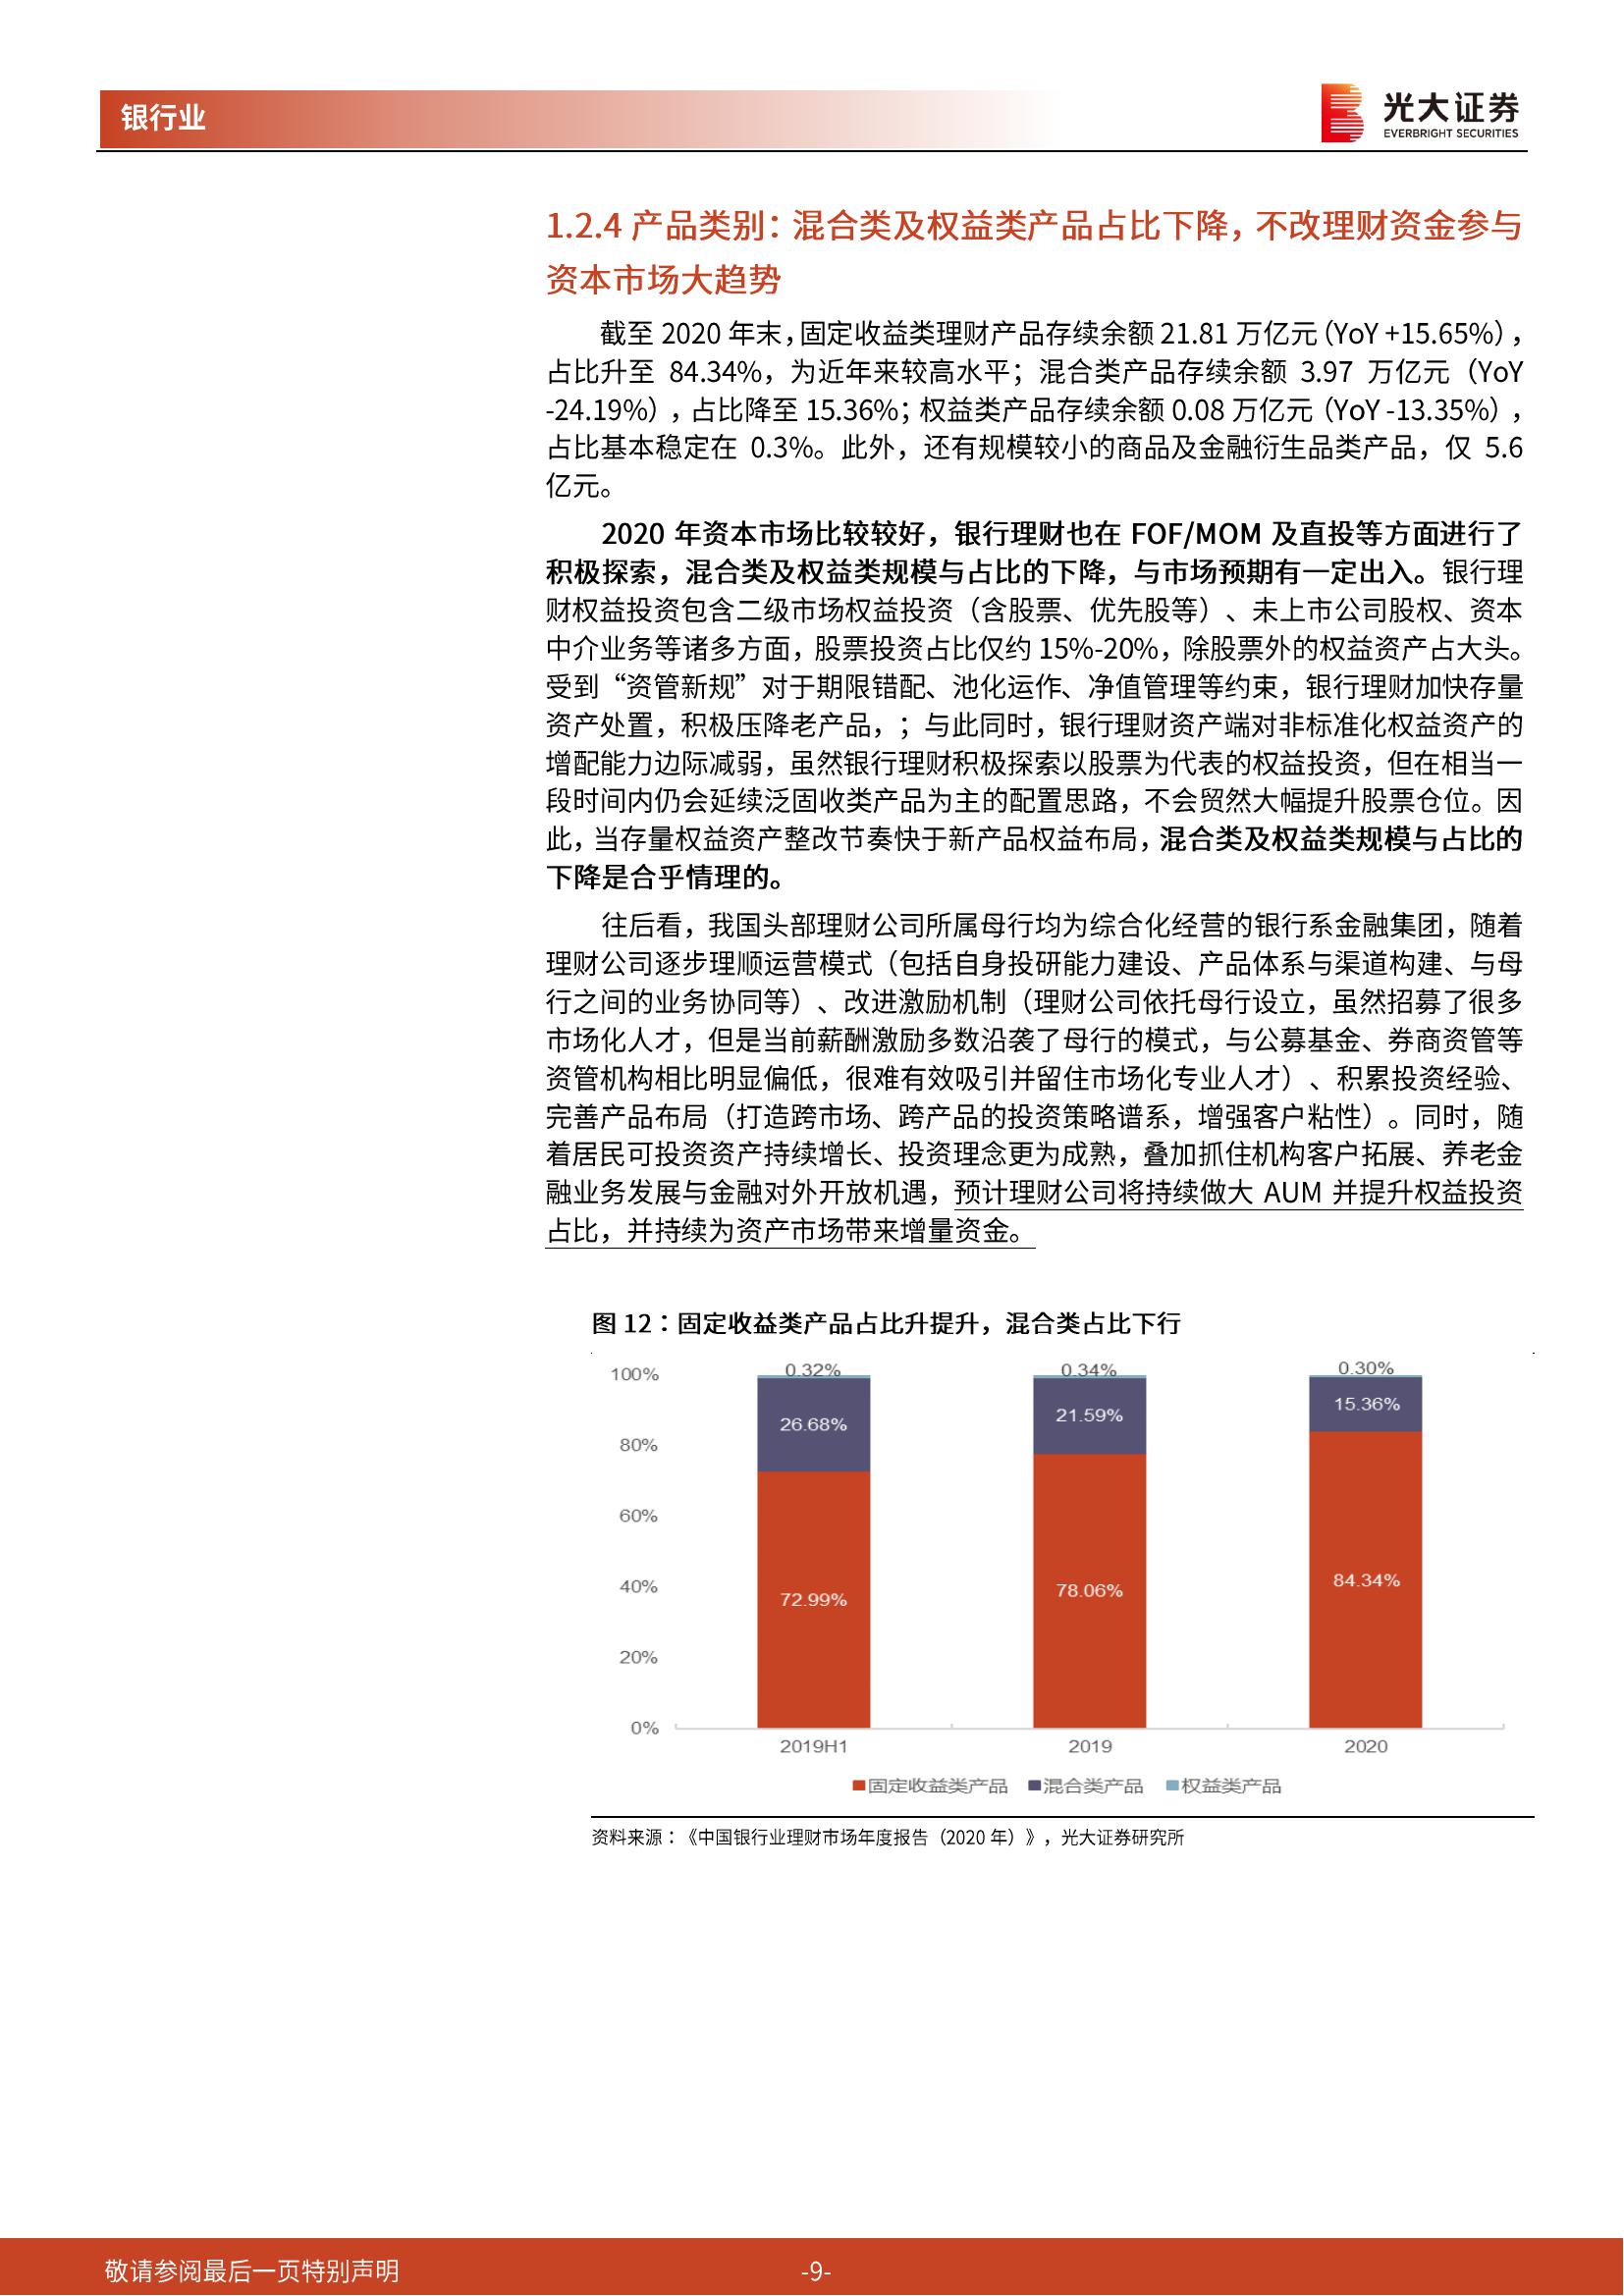 银行业
光大证券
EVERBRIGHT SECURITIES
1.2.4 产品类别：混合类及权益类产品占比下降，不改理财资金参与
资本市场大趋势
截至 2020 年末，固定收益类理财产品存续余额 21.81 万亿元（YoY +15.65%），
占比升至 84.34%，为近年来较高水平；混合类产品存续余额 3.97 万亿元（YoY
-24.19%），占比降至 15.36%；权益类产品存续余额 0.08 万亿元（YoY -13.35%），
占比基本稳定在 0.3%。此外，还有规模较小的商品及金融衍生品类产品，仅 5.6
亿元。
2020 年资本市场比较较好，银行理财也在 FOF/MOM 及直投等方面进行了
积极探索，混合类及权益类规模与占比的下降，与市场预期有一定出入。银行理
财权益投资包含二级市场权益投资（含股票、优先股等）、未上市公司股权、资本
中介业务等诸多方面，股票投资占比仅约 15%-20%，除股票外的权益资产占大头。
受到“资管新规”对于期限错配、池化运作、净值管理等约束，银行理财加快存量
资产处置，积极压降老产品，；与此同时，银行理财资产端对非标准化权益资产的
增配能力边际减弱，虽然银行理财积极探索以股票为代表的权益投资，但在相当一
段时间内仍会延续泛固收类产品为主的配置思路，不会贸然大幅提升股票仓位。因
此，当存量权益资产整改节奏快于新产品权益布局，混合类及权益类规模与占比的
下降是合乎情理的。
往后看，我国头部理财公司所属母行均为综合化经营的银行系金融集团，随着
理财公司逐步理顺运营模式（包括自身投研能力建设、产品体系与渠道构建、与母
行之间的业务协同等）、改进激励机制（理财公司依托母行设立，虽然招募了很多
市场化人才，但是当前薪酬激励多数沿袭了母行的模式，与公募基金、券商资管等
资管机构相比明显偏低，很难有效吸引并留住市场化专业人才）、积累投资经验、
完善产品布局（打造跨市场、跨产品的投资策略谱系，增强客户粘性）。同时，随
着居民可投资资产持续增长、投资理念更为成熟，叠加抓住机构客户拓展、养老金
融业务发展与金融对外开放机遇，预计理财公司将持续做大 AUM 并提升权益投资
占比，并持续为资产市场带来增量资金。
图 12：固定收益类产品占比升提升，混合类占比下行
100%
80%
60%
40%
20%
0%
0.32%
0.34%
0.30%
26.68%
21.59%
15.36%
72.99%
78.06%
84.34%
2019H1
2019
2020
固定收益类产品 混合类产品 权益类产品
资料来源：《中国银行业理财市场年度报告（2020 年）》，光大证券研究所
敬请参阅最后一页特别声明
-9-